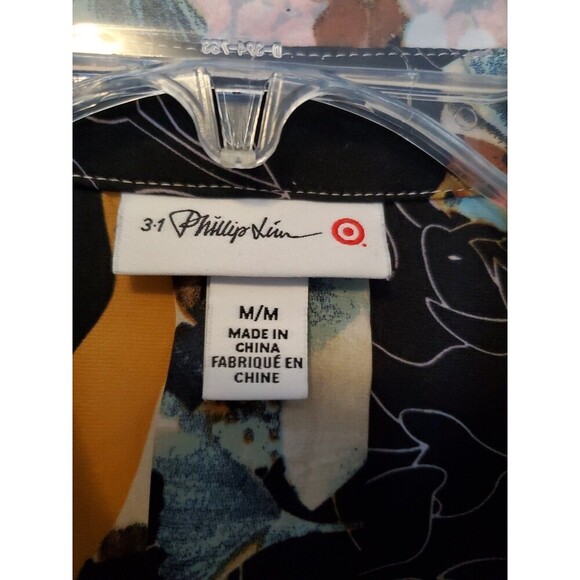 3.1 Phillip Lim
M/M
MADE IN
CHINA
FABRIQUÉ EN
CHINE